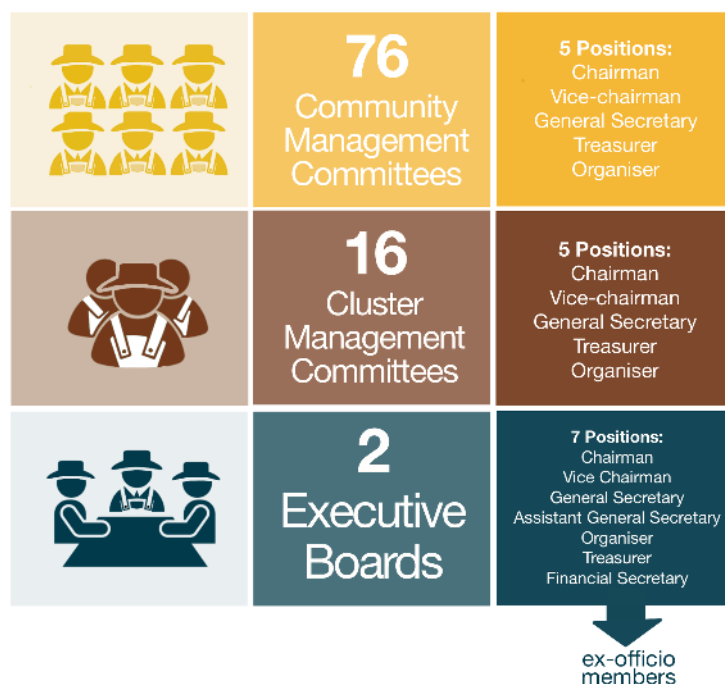 76
Community
Management
Committees
5 Positions:
Chairman
Vice-chairman
General Secretary
Treasurer
Organiser
16
Cluster
Management
Committees
5 Positions:
Chairman
Vice-chairman
General Secretary
Treasurer
Organiser
2
Executive
Boards
7 Positions:
Chairman
Vice Chairman
General Secretary
Assistant General Secretary
Organiser
Treasurer
Financial Secretary
ex-officio
members